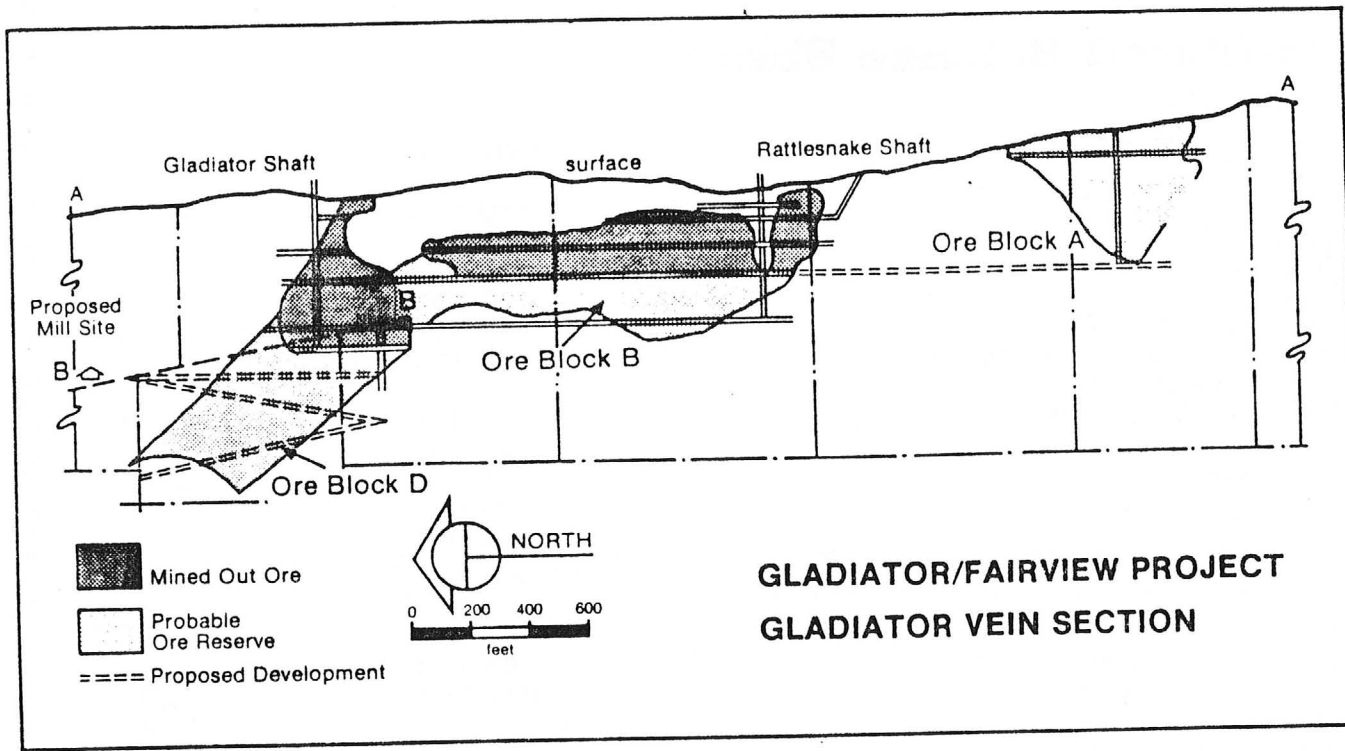 A
Gladiator Shaft
surface
Rattlesnake Shaft
A
Ore Block A
Proposed
Mill Site
B
B
Ore Block B
Ore Block D
Mined Out Ore
Probable
Ore Reserve
==== Proposed Development
NORTH
0 200 400 600
feet
GLADIATOR/FAIRVIEW PROJECT
GLADIATOR VEIN SECTION